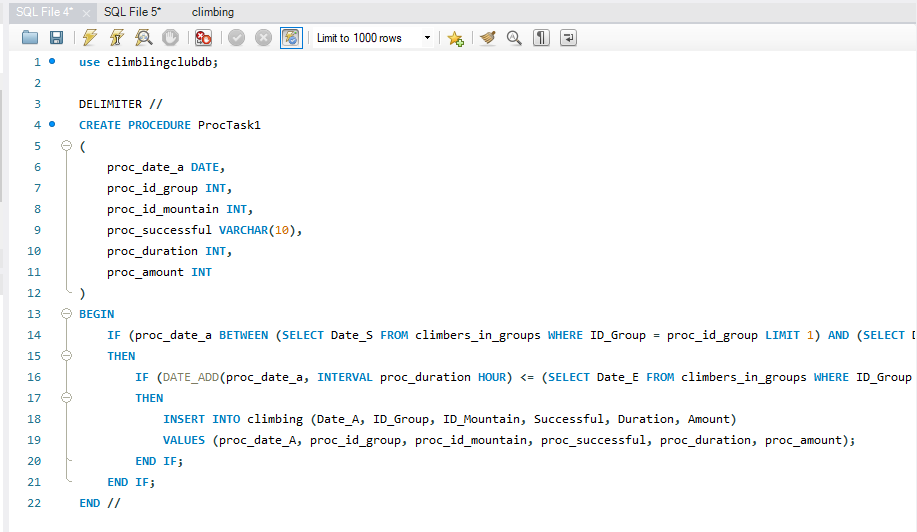 SQL File 4* SQL File 5* climbing
Limit to 1000 rows
1 use climblingclubdb;
2
3 DELIMITER //
4 CREATE PROCEDURE ProcTask1
5 (
6 proc_date_a DATE,
7 proc_id_group INT,
8 proc_id_mountain INT,
9 proc_successful VARCHAR(10),
10 proc_duration INT,
11 proc_amount INT
12 )
13 BEGIN
14 IF (proc_date_a BETWEEN (SELECT Date_S FROM climbers_in_groups WHERE ID_Group = proc_id_group LIMIT 1) AND (SELECT
15 THEN
16 IF (DATE_ADD(proc_date_a, INTERVAL proc_duration HOUR) <= (SELECT Date_E FROM climbers_in_groups WHERE ID_Group
17 THEN
18 INSERT INTO climbing (Date_A, ID_Group, ID_Mountain, Successful, Duration, Amount)
19 VALUES (proc_date_A, proc_id_group, proc_id_mountain, proc_successful, proc_duration, proc_amount);
20 END IF;
21 END IF;
22 END //